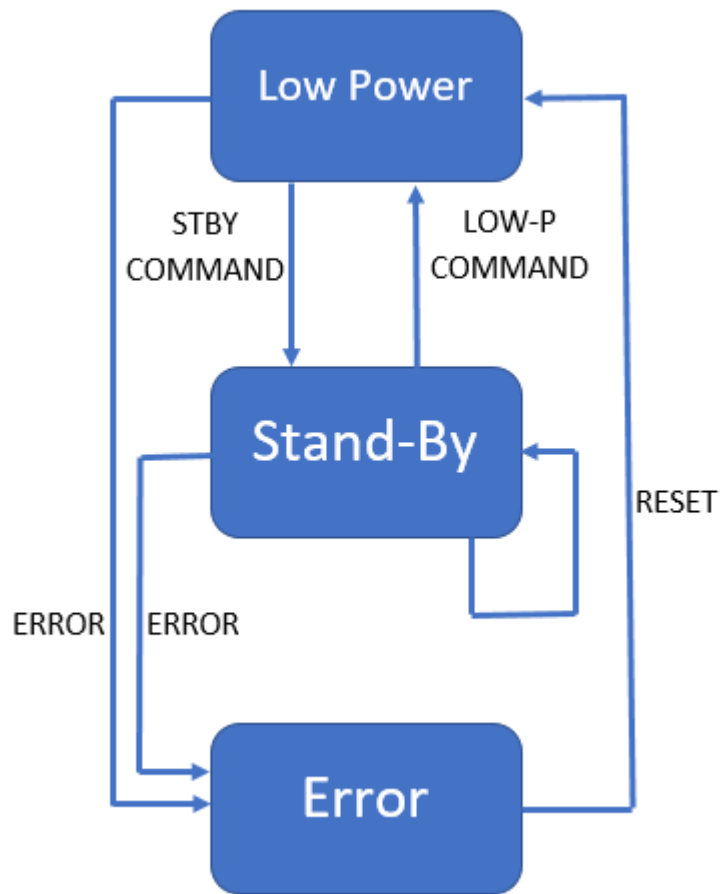 Low Power
STBY
COMMAND
LOW-P
COMMAND
Stand-By
RESET
ERROR
ERROR
Error